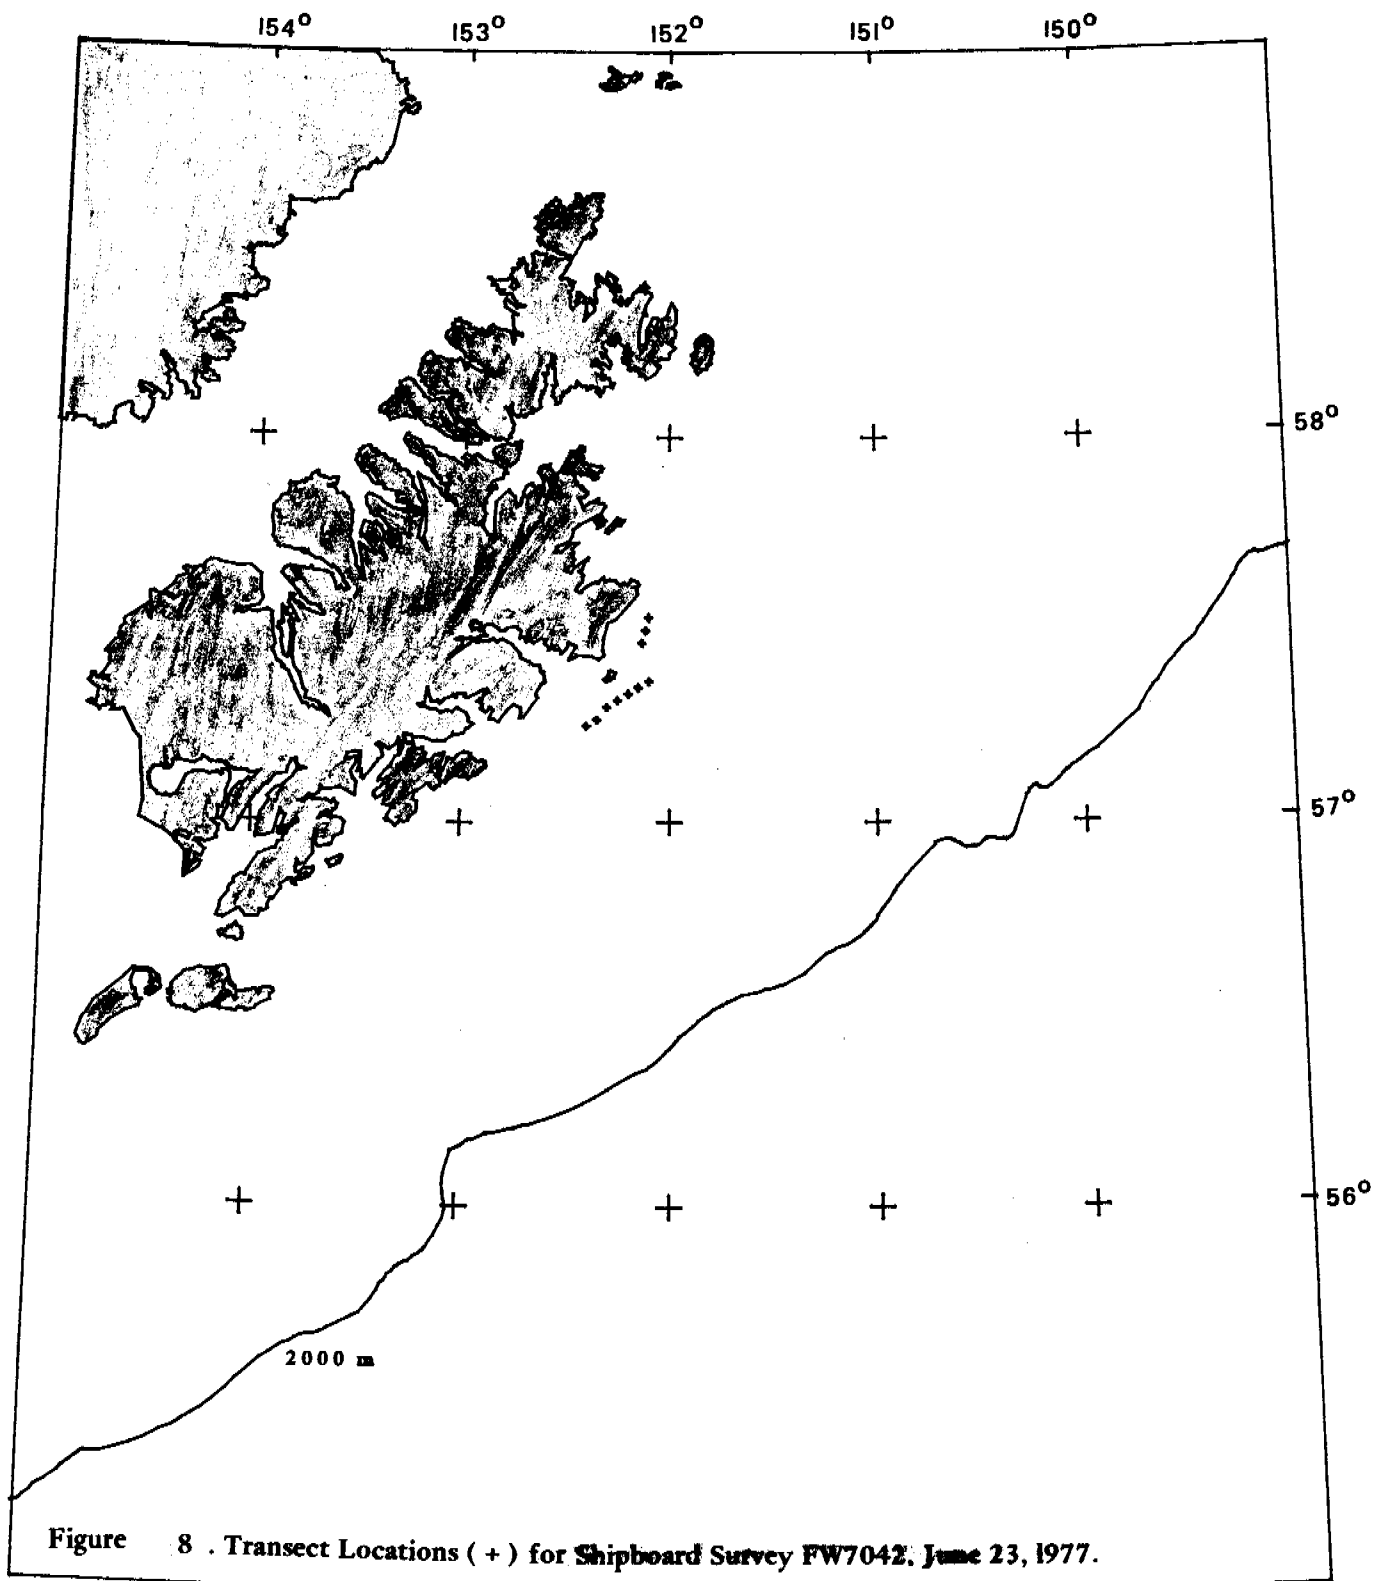 154° 153° 152° 151° 150°
58°
57°
56°
2000 m
Figure 8 . Transect Locations ( + ) for Shipboard Survey FW7042. June 23, 1977.